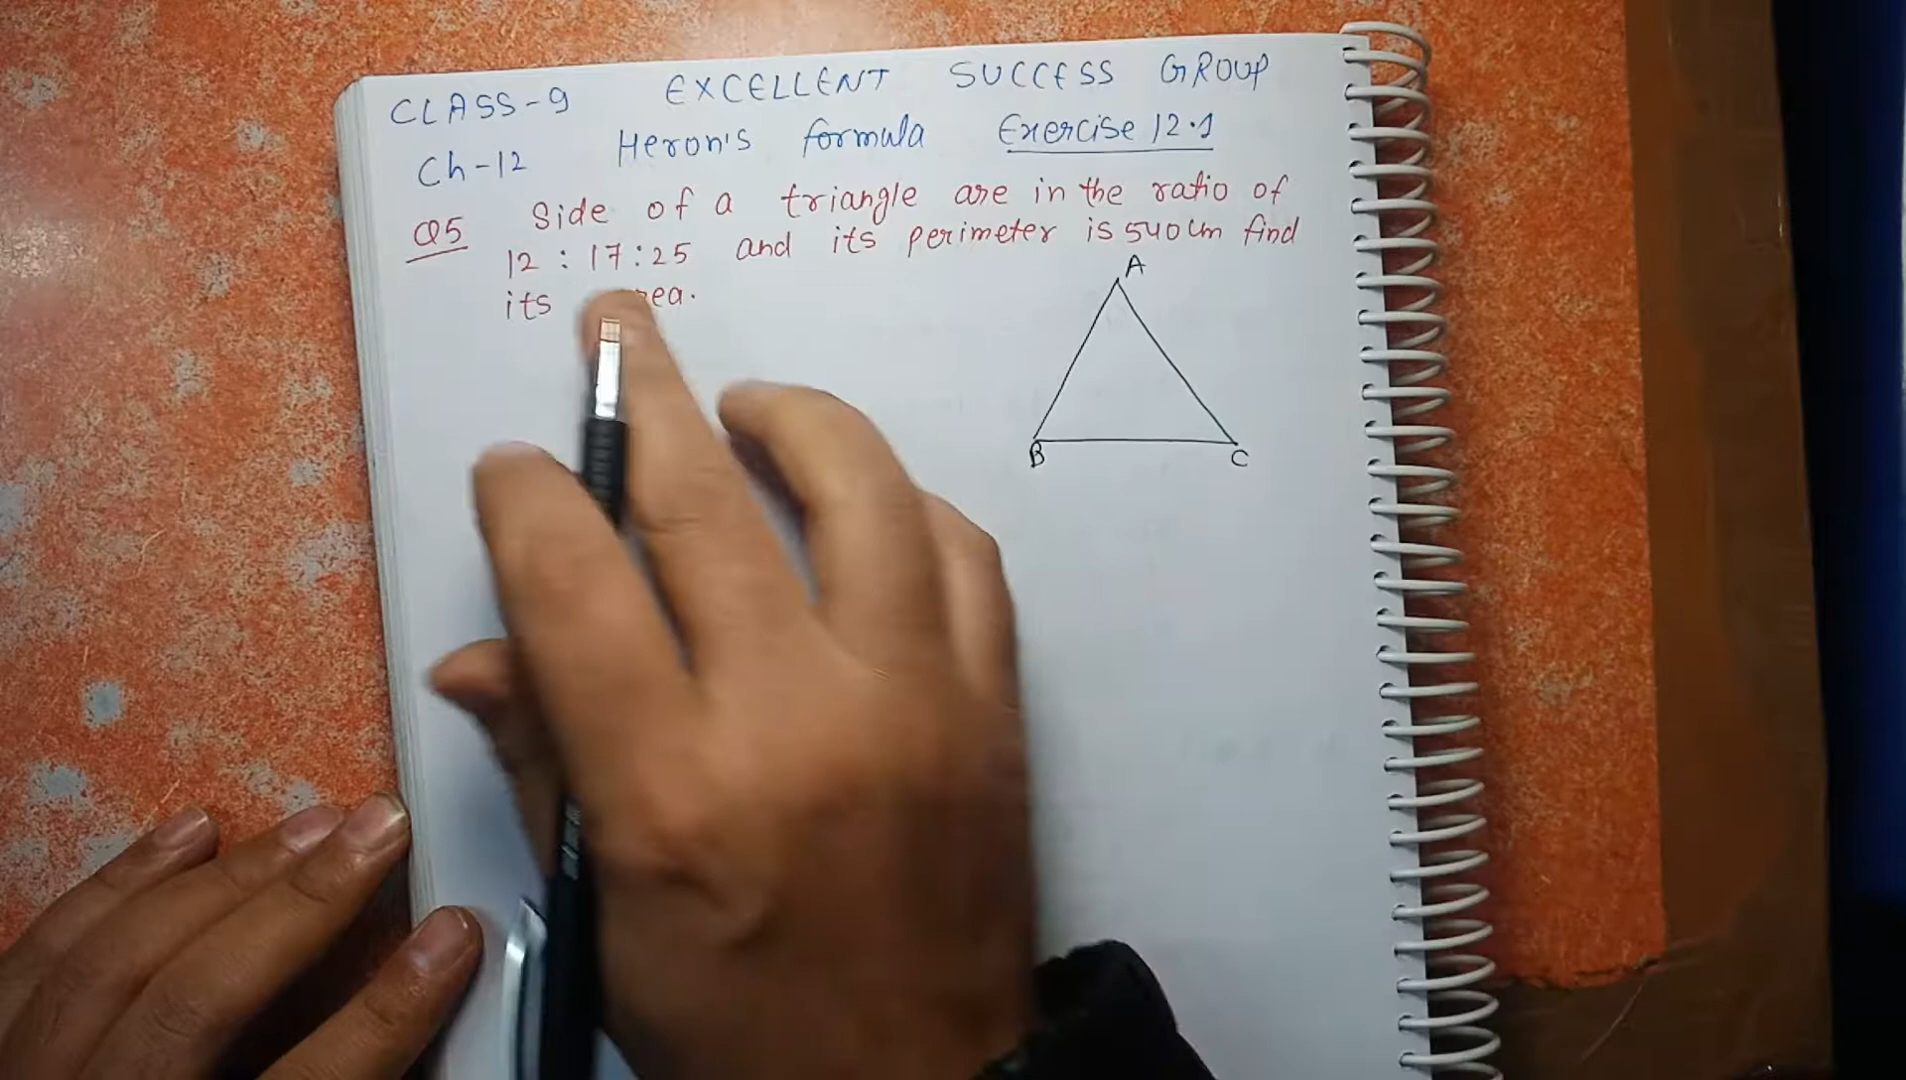 CLASS-9 EXCELLENT SUCCESS GROUP
Ch-12 Heron's formula Exercise 12.1
Q5 Side of a triangle are in the ratio of
12 : 17 : 25 and its perimeter is 540cm find
its
A
B C